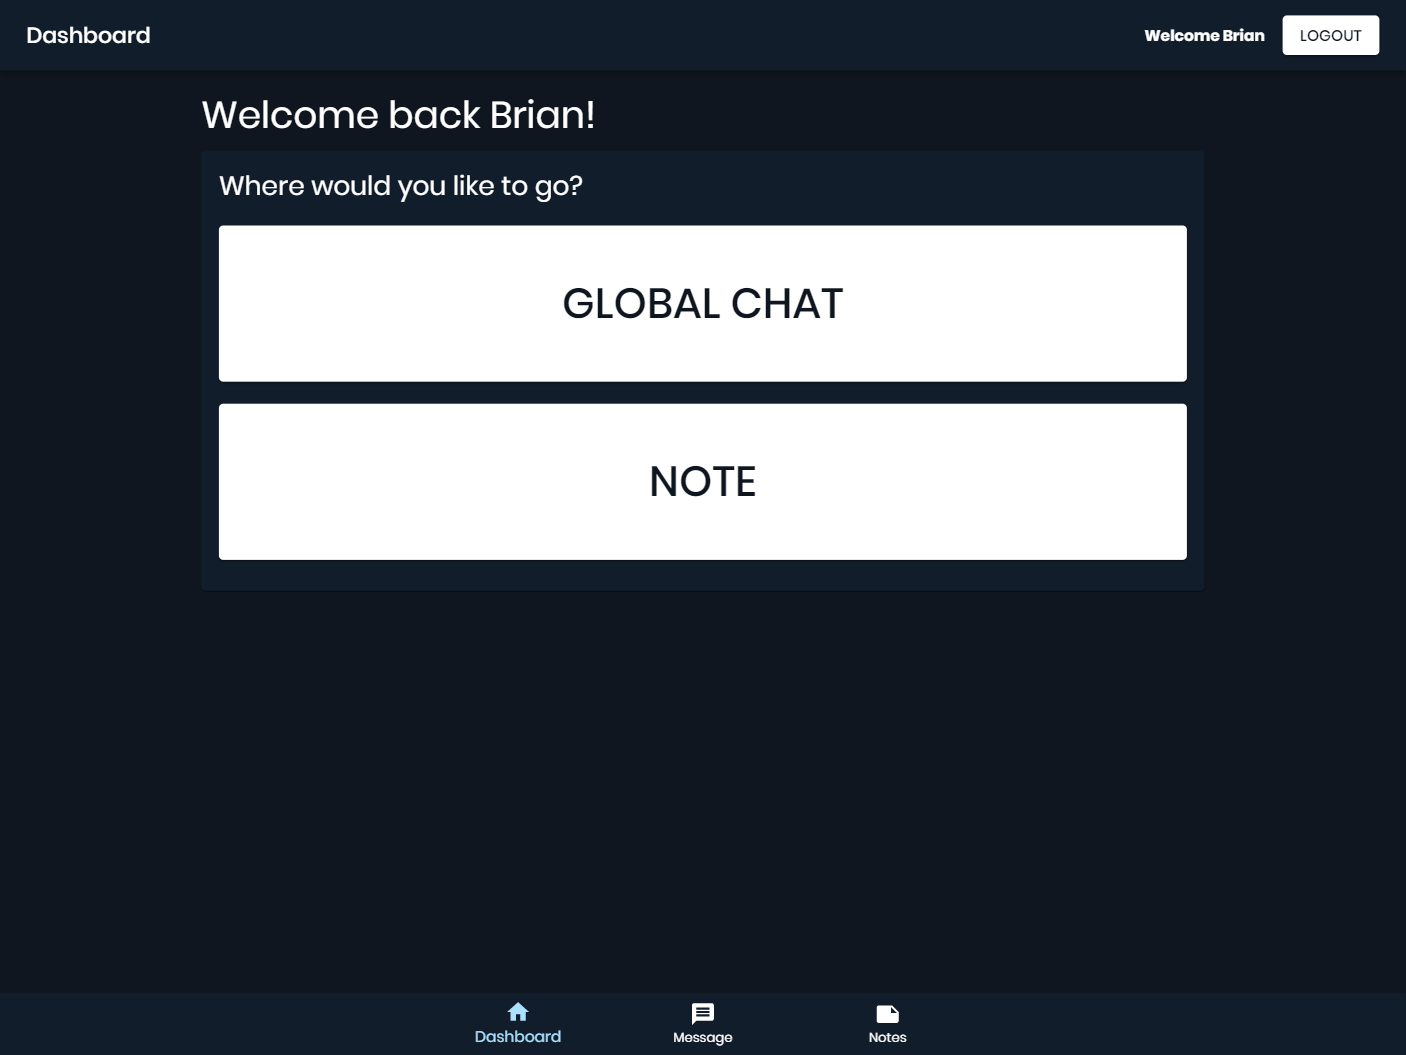 Dashboard
Welcome Brian
LOGOUT
Welcome back Brian!
Where would you like to go?
GLOBAL CHAT
NOTE
Dashboard
Message
Notes